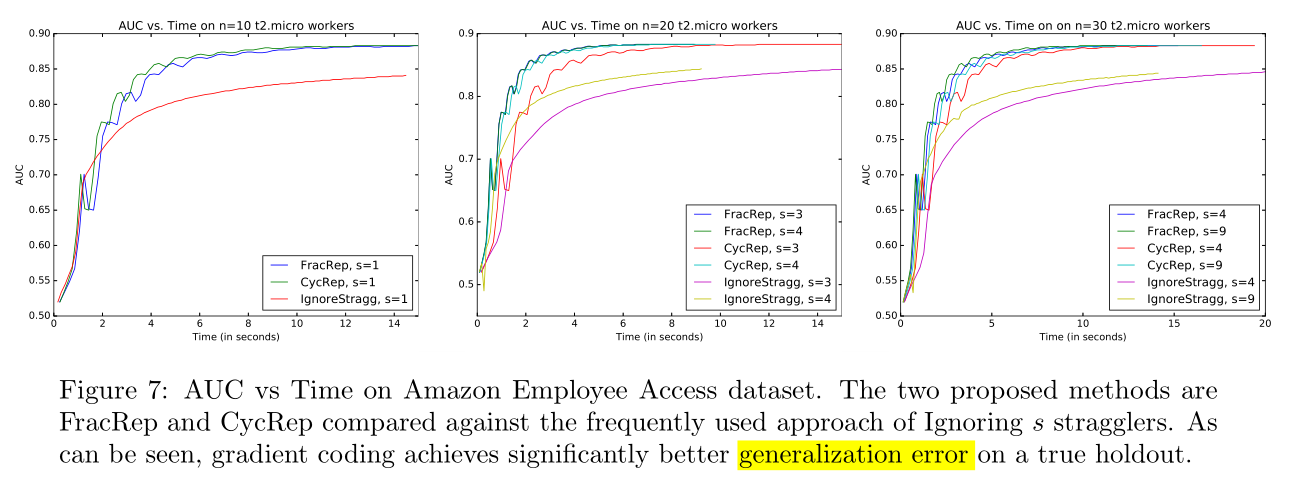 AUC vs. Time on n=10 t2.micro workers
AUC
0.90
0.85
0.80
0.75
0.70
0.65
0.60
0.55
0.50
FracRep, s=1
CycRep, s=1
IgnoreStragg, s=1
0 2 4 6 8 10 12 14
Time (in seconds)
AUC vs. Time on n=20 t2.micro workers
AUC
0.9
0.8
0.7
0.6
0.5
FracRep, s=3
FracRep, s=4
CycRep, s=3
CycRep, s=4
IgnoreStragg, s=3
IgnoreStragg, s=4
0 2 4 6 8 10 12 14
Time (in seconds)
AUC vs. Time on n=30 t2.micro workers
AUC
0.90
0.85
0.80
0.75
0.70
0.65
0.60
0.55
0.50
FracRep, s=4
FracRep, s=9
CycRep, s=4
CycRep, s=9
IgnoreStragg, s=4
IgnoreStragg, s=9
0 5 10 15 20
Time (in seconds)
Figure 7: AUC vs Time on Amazon Employee Access dataset. The two proposed methods are
FracRep and CycRep compared against the frequently used approach of Ignoring s stragglers. As
can be seen, gradient coding achieves significantly better generalization error on a true holdout.